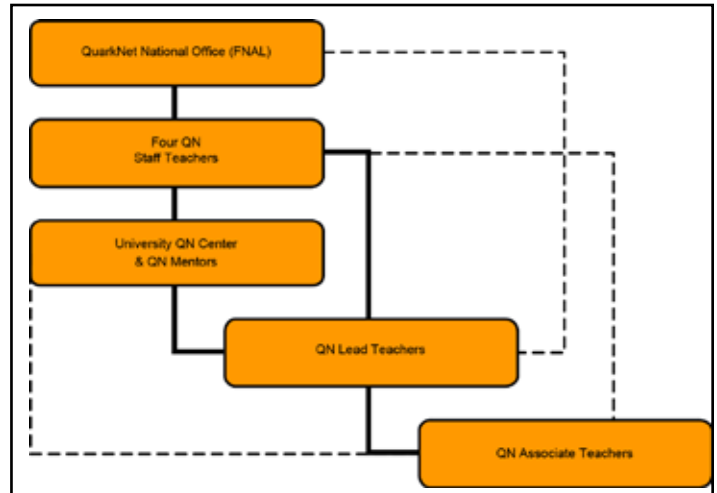 QuarkNet National Office (FNAL)
Four QN
Staff Teachers
University QN Center
& QN Mentors
QN Lead Teachers
QN Associate Teachers